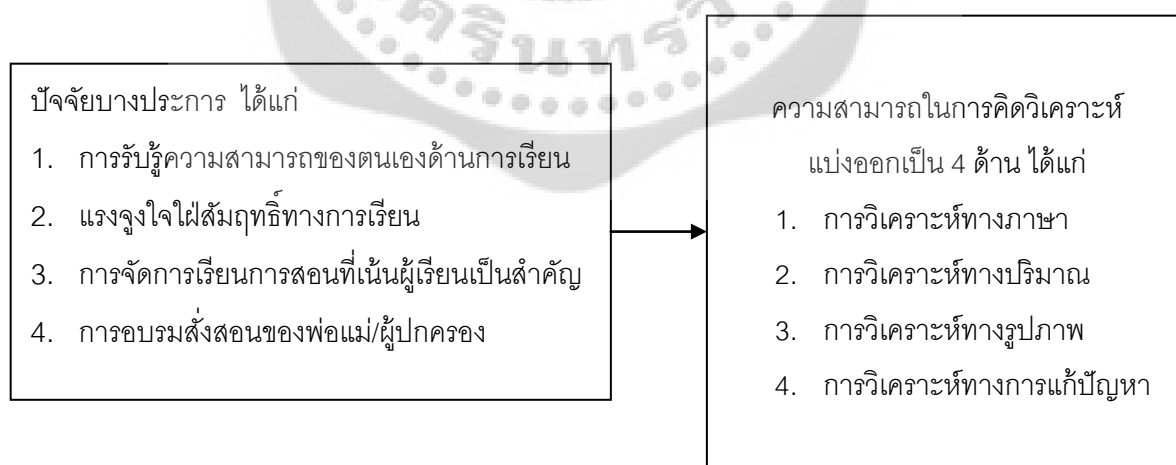 ปัจจัยบางประการ ได้แก่
1. การรับรู้ความสามารถของตนเองด้านการเรียน
2. แรงจูงใจใฝ่สัมฤทธิ์ทางการเรียน
3. การจัดการเรียนการสอนที่เน้นผู้เรียนเป็นสำคัญ
4. การอบรมสั่งสอนของพ่อแม่/ผู้ปกครอง
ความสามารถในการคิดวิเคราะห์
แบ่งออกเป็น 4 ด้าน ได้แก่
1. การวิเคราะห์ทางภาษา
2. การวิเคราะห์ทางปริมาณ
3. การวิเคราะห์ทางรูปภาพ
4. การวิเคราะห์ทางการแก้ปัญหา